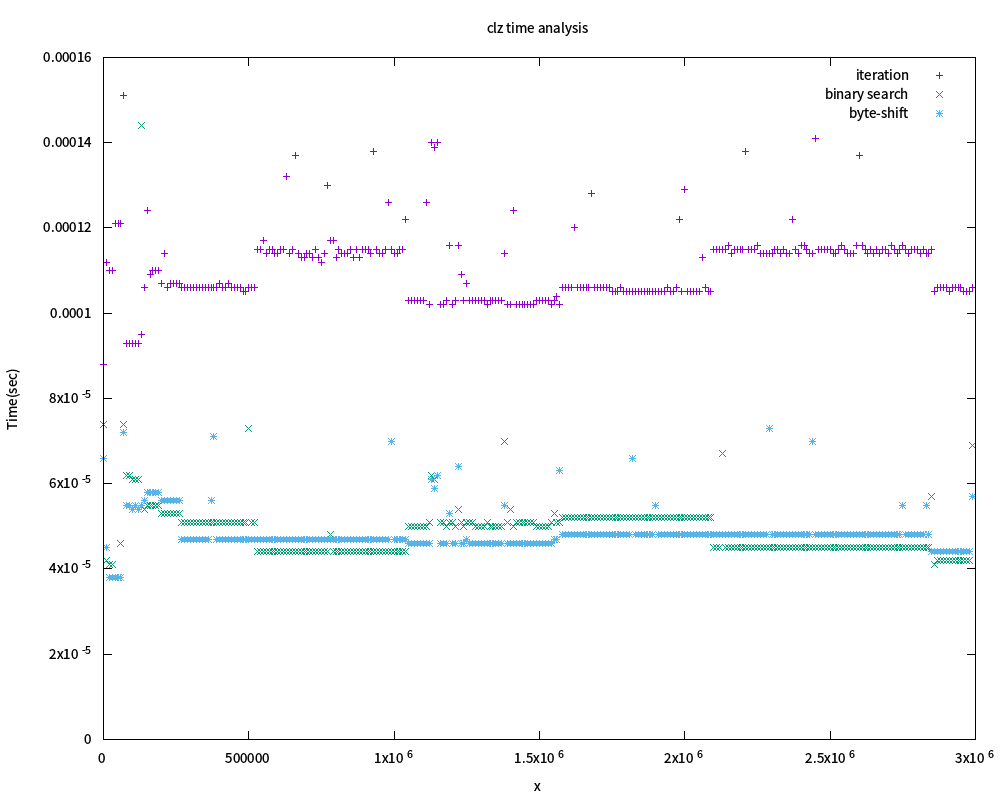 clz time analysis
0.00016
iteration
binary search
byte-shift
0.00014
0.00012
0.0001
8x10 -5
6x10 -5
4x10 -5
2x10 -5
0
Time(sec)
0 500000 1x10 6 1.5x10 6 2x10 6 2.5x10 6 3x10 6
x